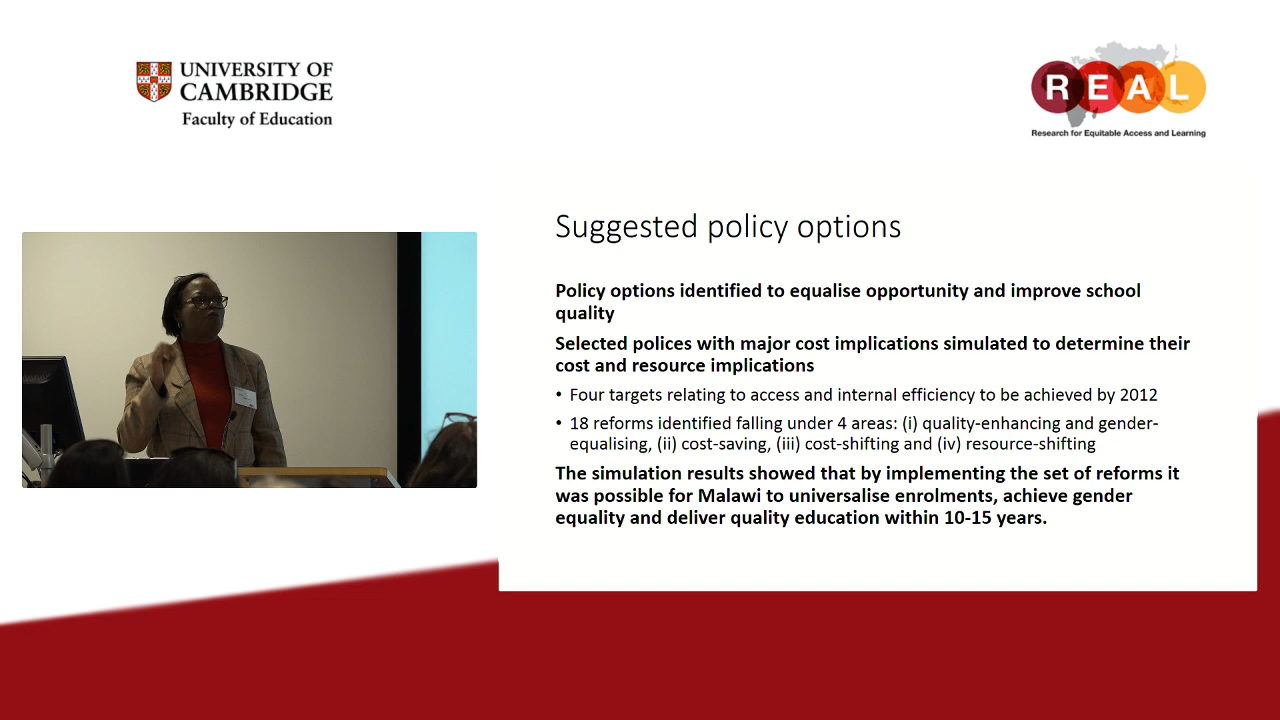 UNIVERSITY OF
CAMBRIDGE
Faculty of Education
REAL
Research for Equitable Access and Learning
Suggested policy options
Policy options identified to equalise opportunity and improve school
quality
Selected polices with major cost implications simulated to determine their
cost and resource implications
• Four targets relating to access and internal efficiency to be achieved by 2012
• 18 reforms identified falling under 4 areas: (i) quality-enhancing and gender-
equalising, (ii) cost-saving, (iii) cost-shifting and (iv) resource-shifting
The simulation results showed that by implementing the set of reforms it
was possible for Malawi to universalise enrolments, achieve gender
equality and deliver quality education within 10-15 years.